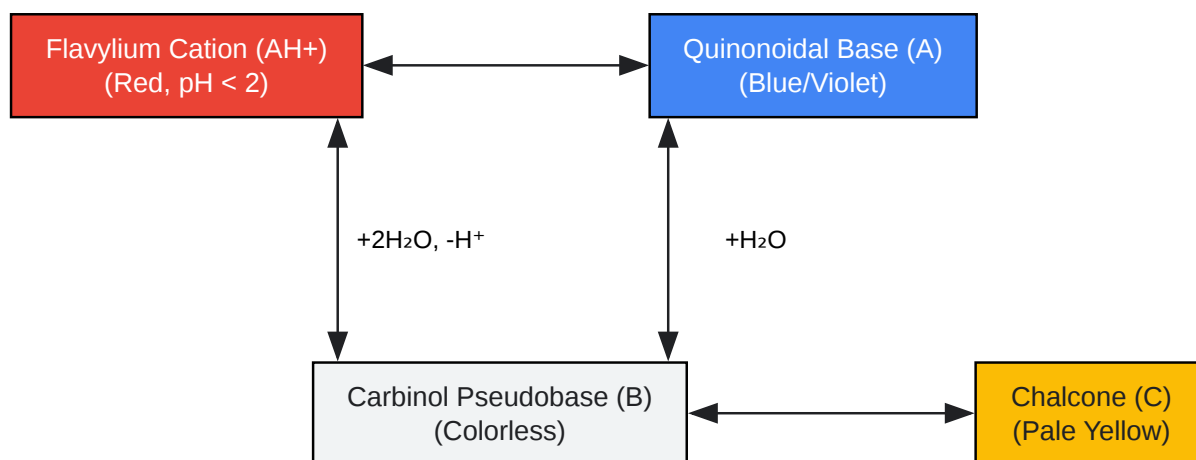 Flavylium Cation (AH+)
(Red, pH < 2)
Quinonoidal Base (A)
(Blue/Violet)
+2H₂O, -H⁺
+H₂O
Carbinol Pseudobase (B)
(Colorless)
Chalcone (C)
(Pale Yellow)